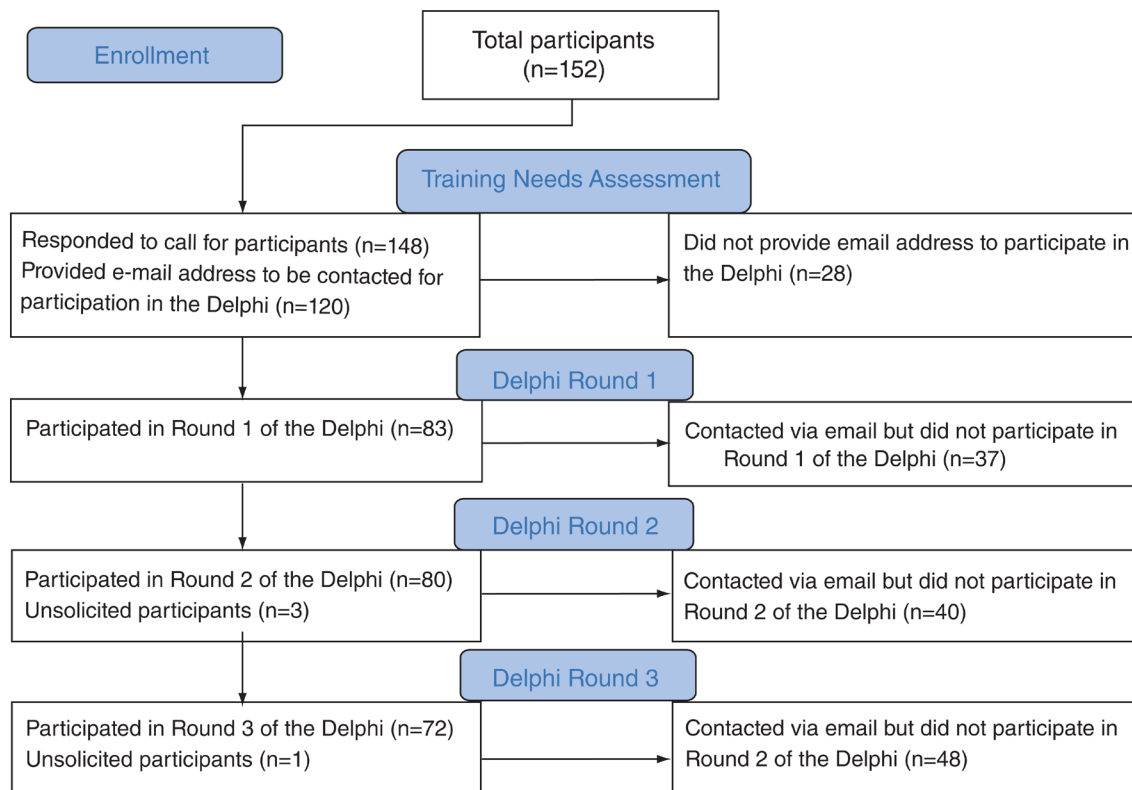 Enrollment
Total participants
(n=152)
Training Needs Assessment
Responded to call for participants (n=148)
Provided e-mail address to be contacted for
participation in the Delphi (n=120)
Did not provide email address to participate in
the Delphi (n=28)
Delphi Round 1
Participated in Round 1 of the Delphi (n=83)
Contacted via email but did not participate in
Round 1 of the Delphi (n=37)
Delphi Round 2
Participated in Round 2 of the Delphi (n=80)
Unsolicited participants (n=3)
Contacted via email but did not participate in
Round 2 of the Delphi (n=40)
Delphi Round 3
Participated in Round 3 of the Delphi (n=72)
Unsolicited participants (n=1)
Contacted via email but did not participate in
Round 2 of the Delphi (n=48)